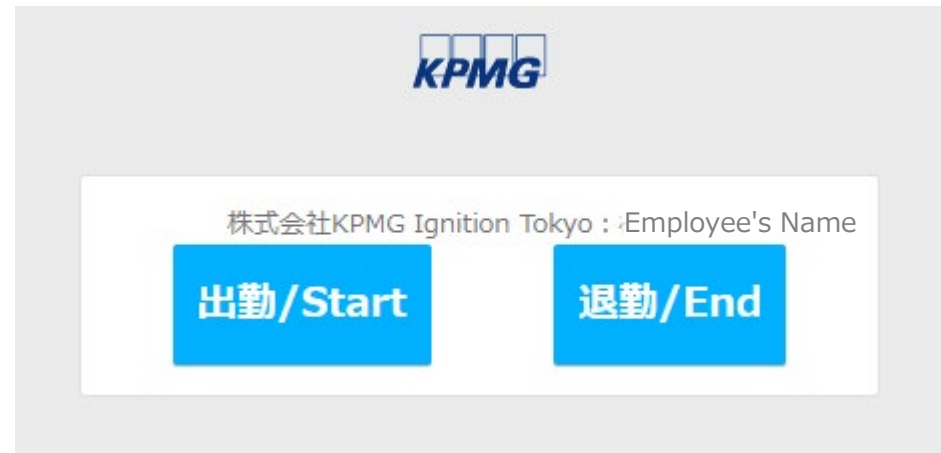 KPMG
株式会社KPMG Ignition Tokyo：Employee's Name
出勤/Start
退勤/End